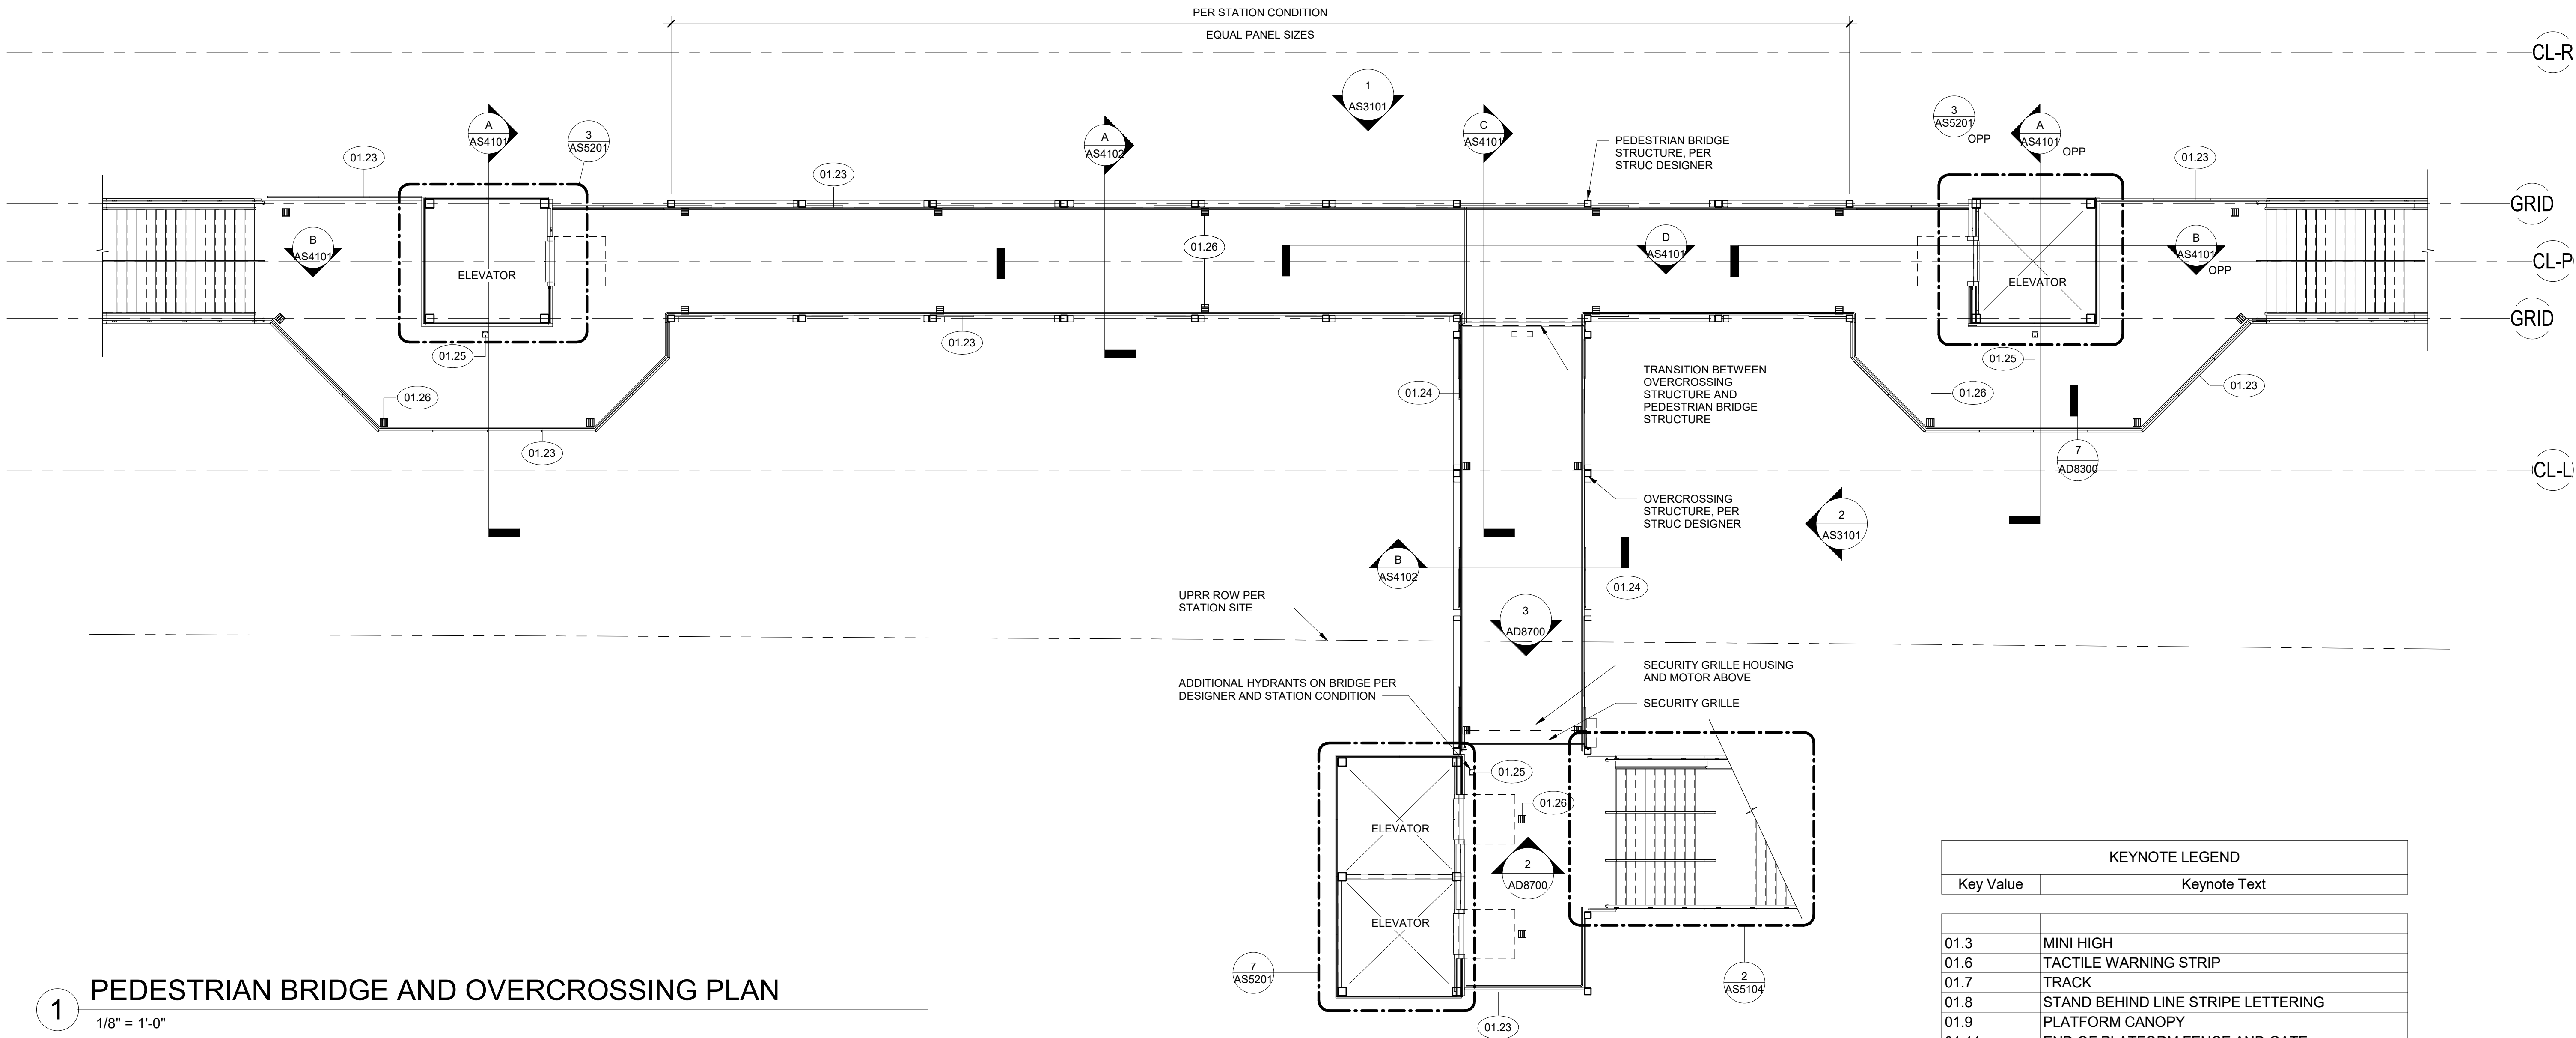 PER STATION CONDITION
EQUAL PANEL SIZES
CL-R
1
AS3101
A
AS4101
3
AS5201
A
AS4102
C
AS4101
PEDESTRIAN BRIDGE
STRUCTURE, PER
STRUC DESIGNER
3
AS5201
OPP
A
AS4101
OPP
01.23
01.23
01.23
GRID
B
AS4101
ELEVATOR
01.26
D
AS4101
ELEVATOR
B
AS4101
OPP
CL-P
GRID
01.25
01.23
01.25
TRANSITION BETWEEN
OVERCROSSING
STRUCTURE AND
PEDESTRIAN BRIDGE
STRUCTURE
01.26
01.24
01.26
01.23
01.23
7
AD8300
CL-L
OVERCROSSING
STRUCTURE, PER
STRUC DESIGNER
2
AS3101
B
AS4102
01.24
UPRR ROW PER
STATION SITE
3
AD8700
SECURITY GRILLE HOUSING
AND MOTOR ABOVE
ADDITIONAL HYDRANTS ON BRIDGE PER
DESIGNER AND STATION CONDITION
SECURITY GRILLE
01.25
01.26
ELEVATOR
2
AD8700
ELEVATOR
7
AS5201
2
AS5104
01.23
1
PEDESTRIAN BRIDGE AND OVERCROSSING PLAN
1/8" = 1'-0"
KEYNOTE LEGEND
Key Value Keynote Text
01.3 MINI HIGH
01.6 TACTILE WARNING STRIP
01.7 TRACK
01.8 STAND BEHIND LINE STRIPE LETTERING
01.9 PLATFORM CANOPY